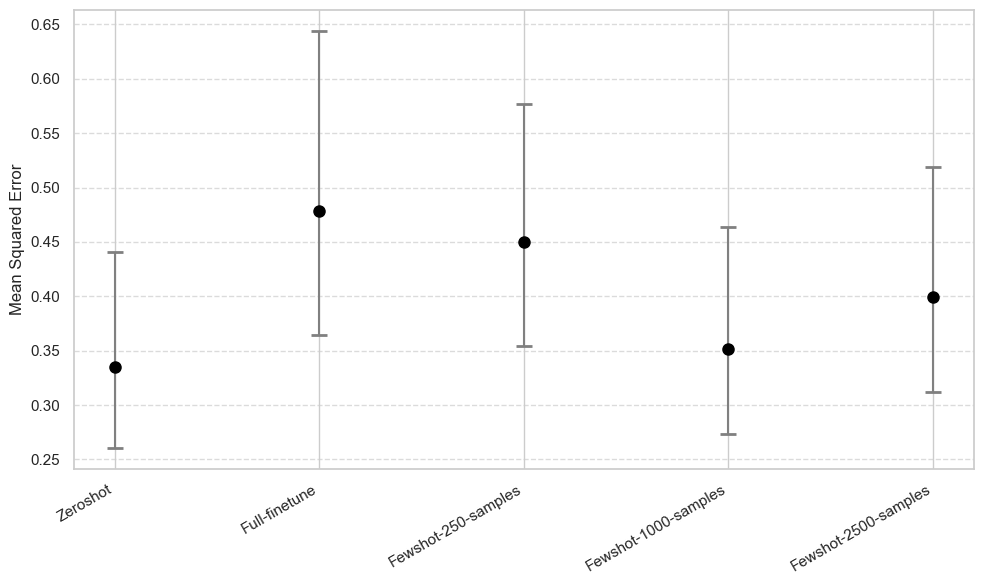 0.65
0.60
0.55
0.50
0.45
0.40
0.35
0.30
0.25
Mean Squared Error
Zeroshot
Full-finetune
Fewshot-250-samples
Fewshot-1000-samples
Fewshot-2500-samples